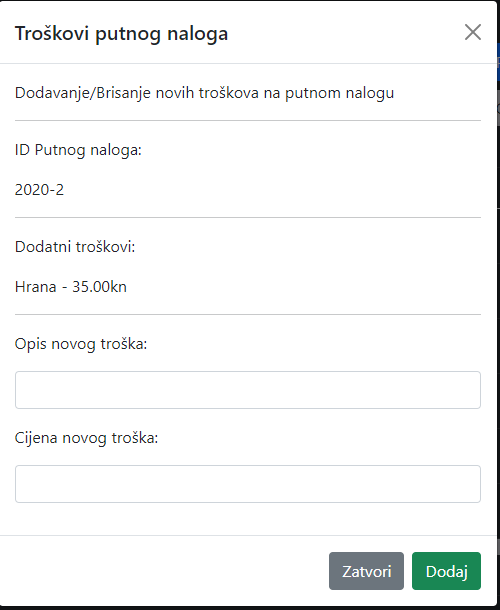 Troškovi putnog naloga
Dodavanje/Brisanje novih troškova na putnom nalogu
ID Putnog naloga:
2020-2
Dodatni troškovi:
Hrana - 35.00kn
Opis novog troška:
Cijena novog troška:
Zatvori Dodaj